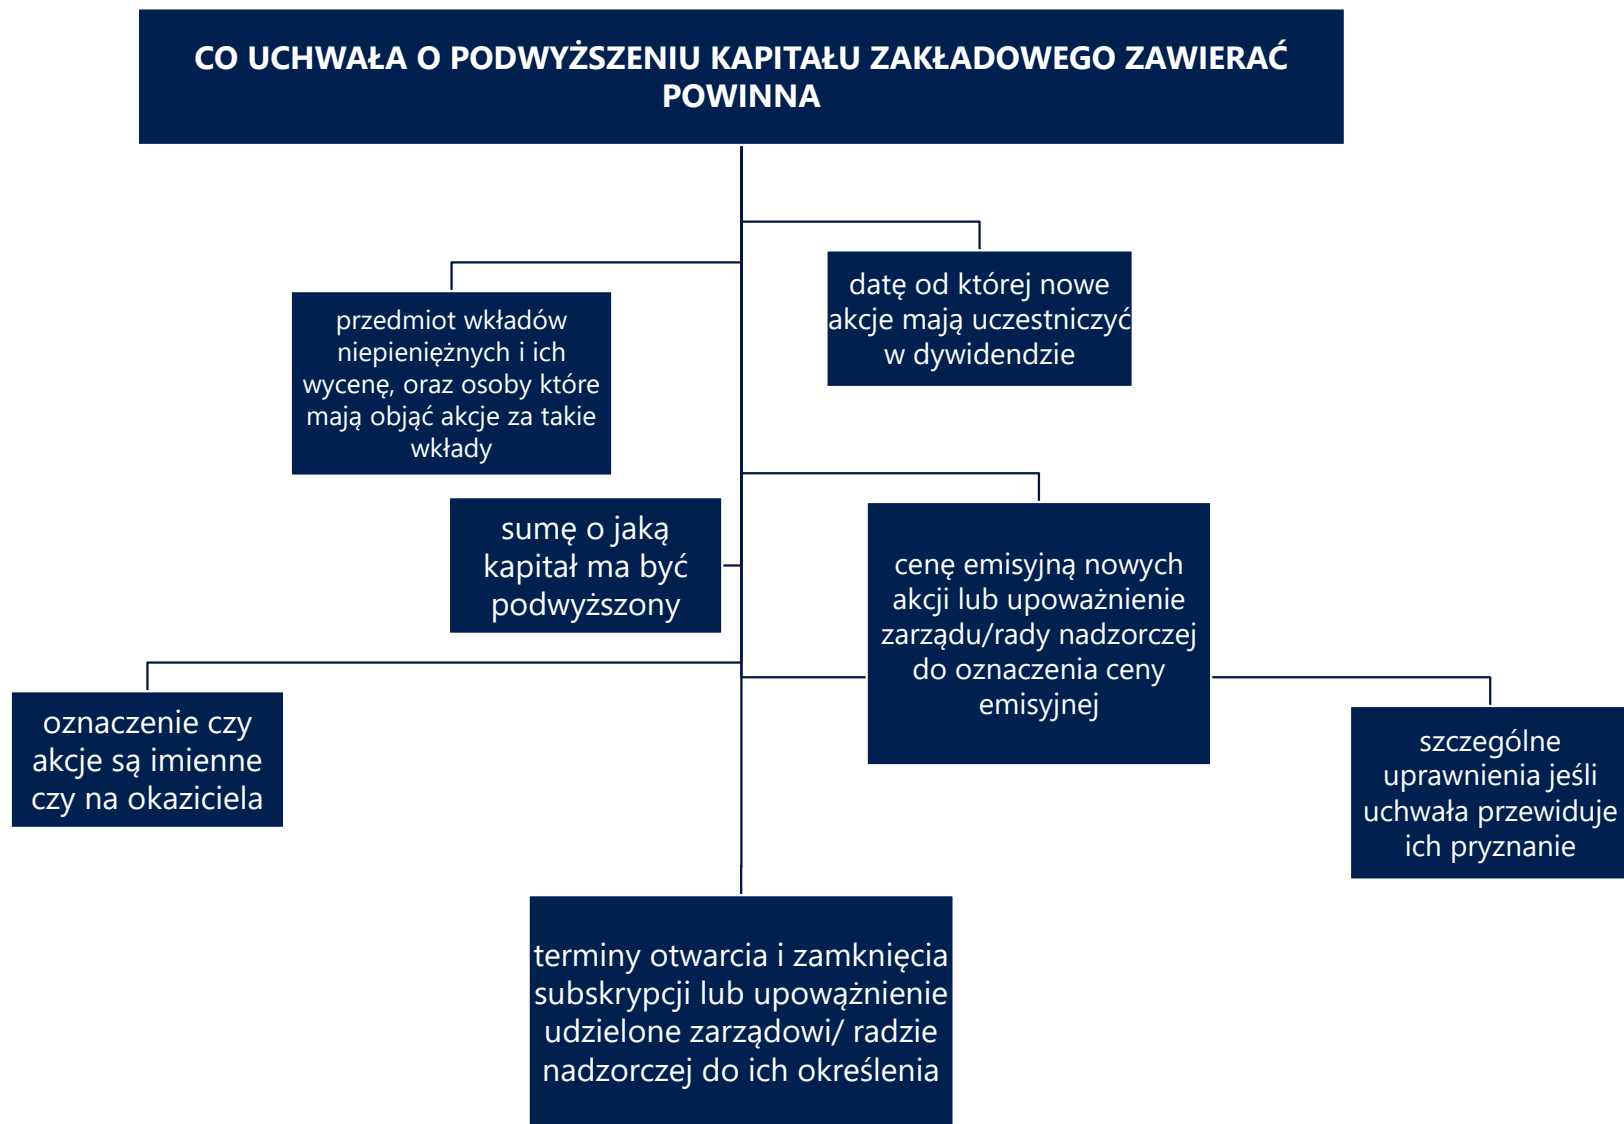 CO UCHWAŁA O PODWYŻSZENIU KAPITAŁU ZAKŁADOWEGO ZAWIERAĆ
POWINNA
datę od której nowe
akcje mają uczestniczyć
w dywidendzie
przedmiot wkładów
niepieniężnych i ich
wycenę, oraz osoby które
mają objąć akcje za takie
wkłady
sumę o jaką
kapitał ma być
podwyższony
cenę emisyjną nowych
akcji lub upoważnienie
zarządu/rady nadzorczej
do oznaczenia ceny
emisyjnej
oznaczenie czy
akcje są imienne
czy na okaziciela
szczególne
uprawnienia jeśli
uchwała przewiduje
ich pryznanie
terminy otwarcia i zamknięcia
subskrypcji lub upowążnienie
udzielone zarządowi/ radzie
nadzorczej do ich określenia